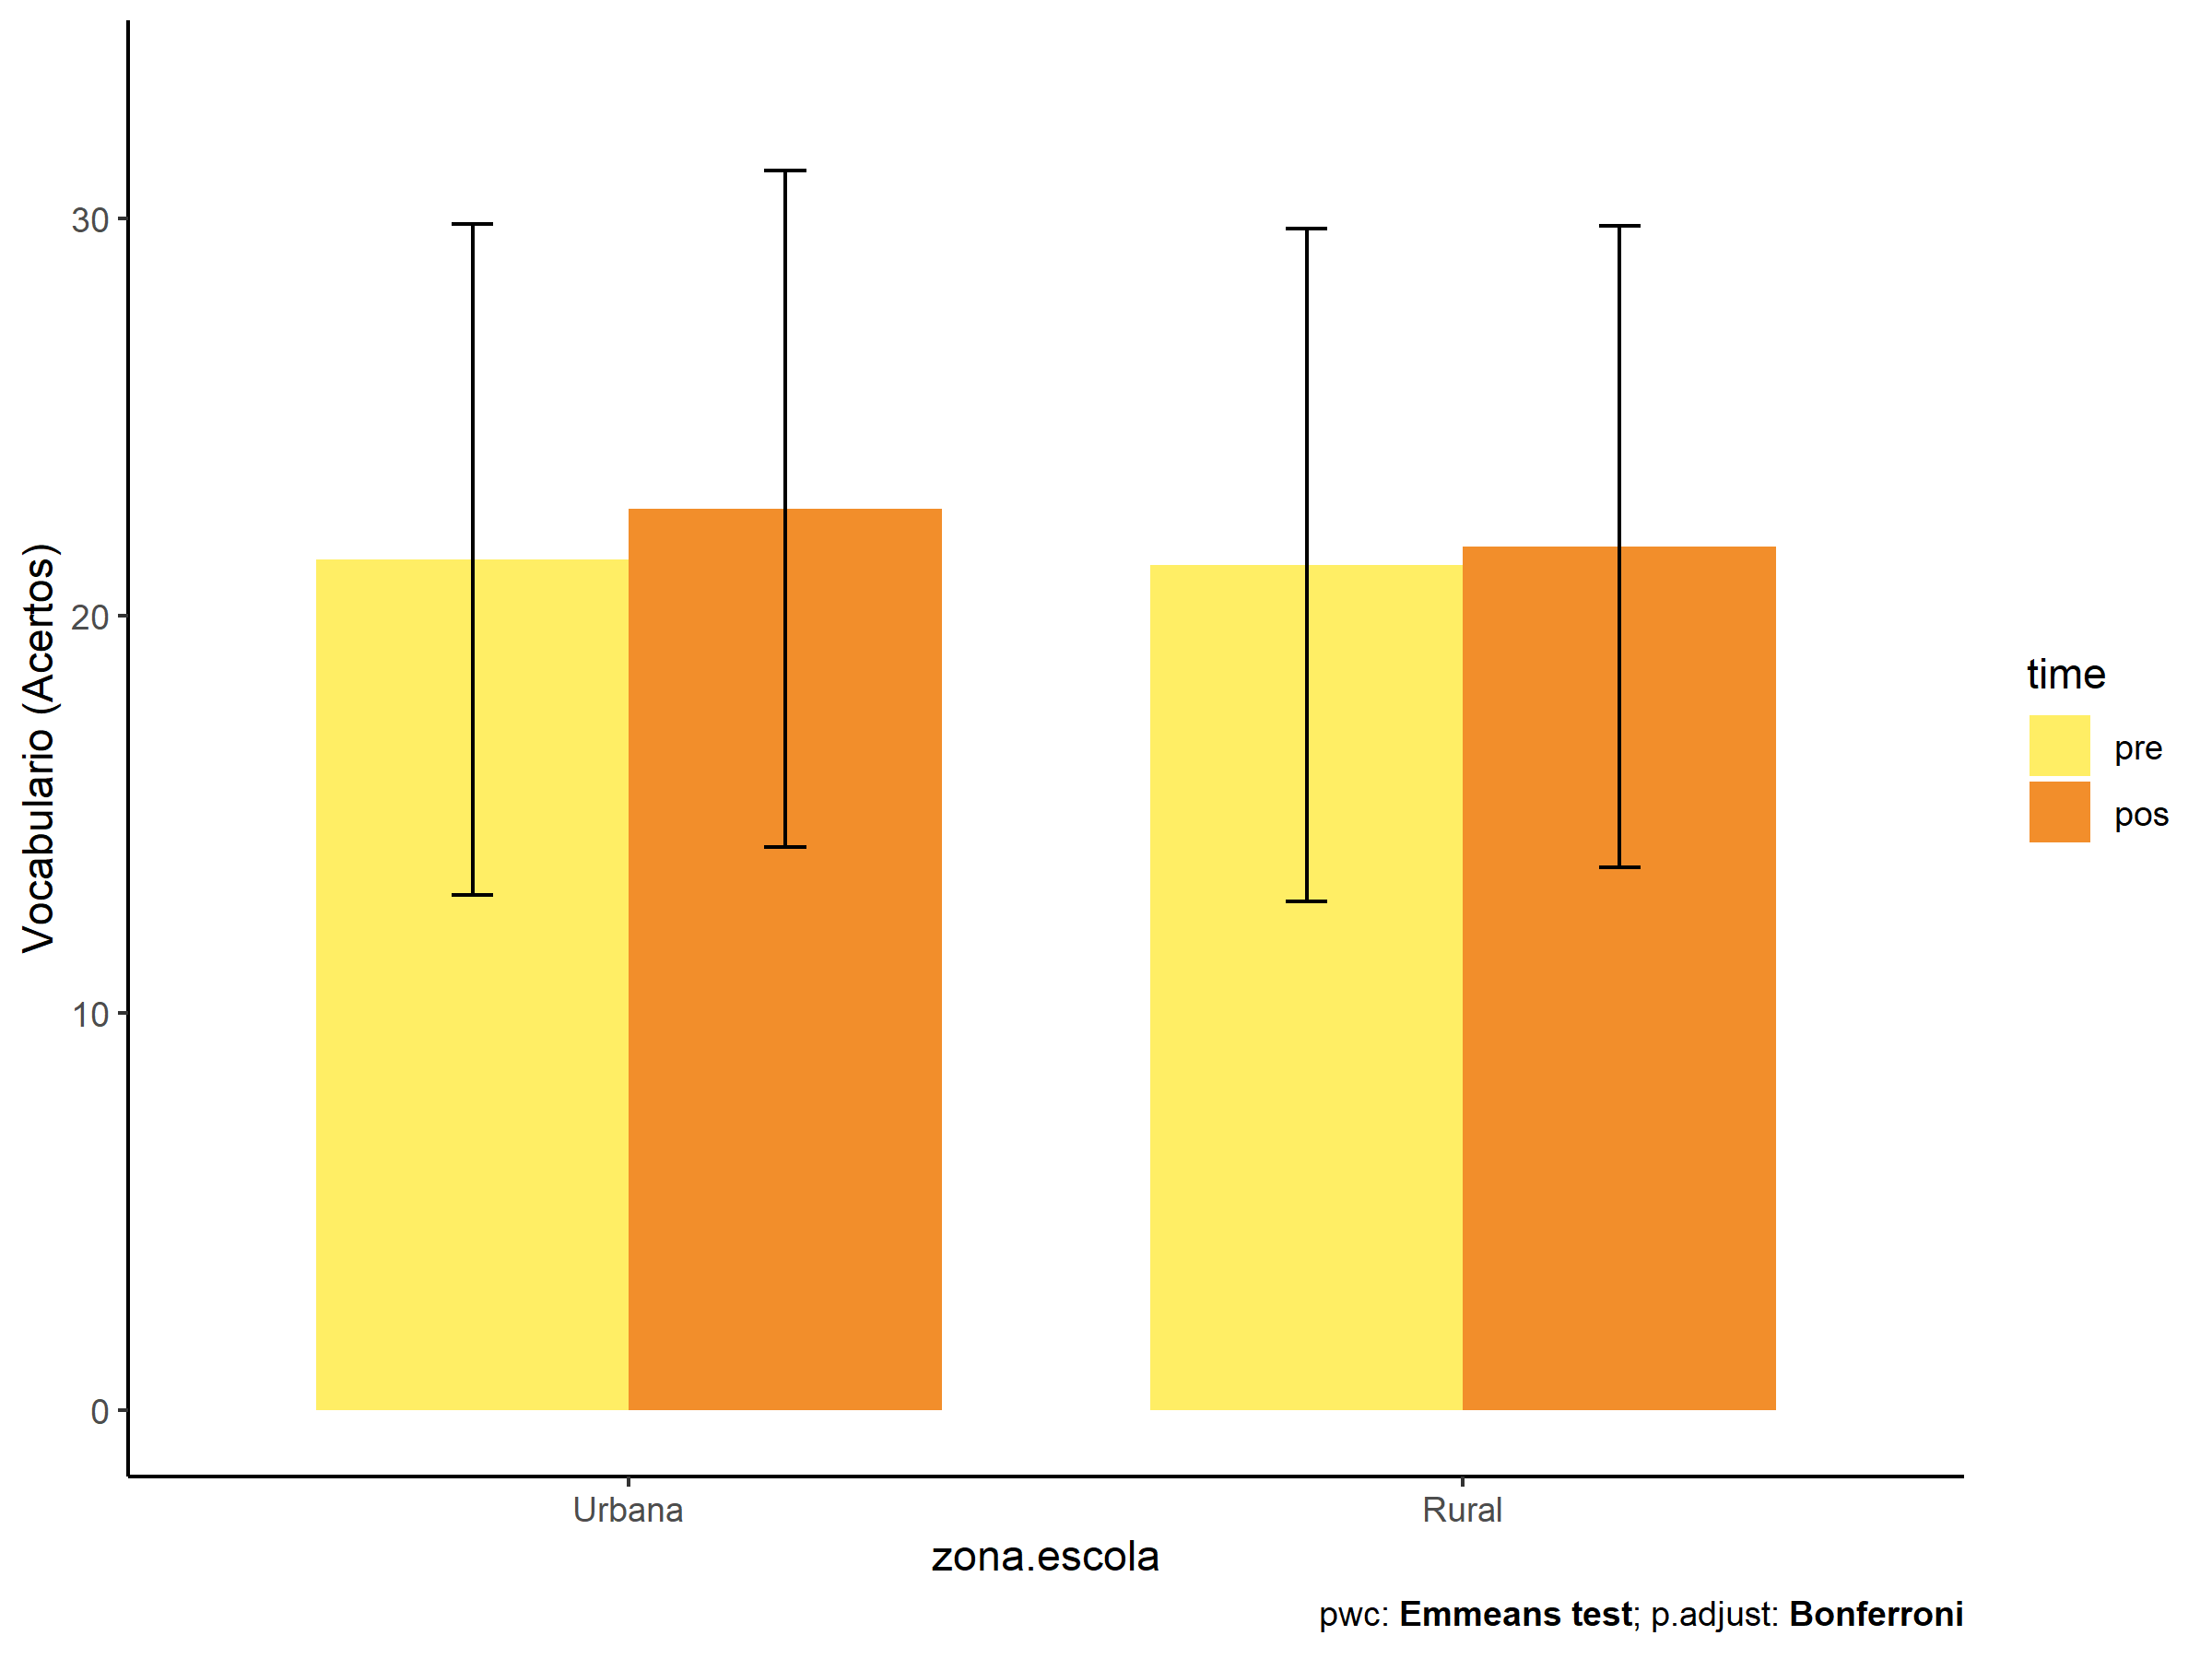 Vocabulario (Acertos)
30
20
10
0
Urbana
Rural
zona.escola
time
pre
pos
pwc: Emmeans test; p.adjust: Bonferroni